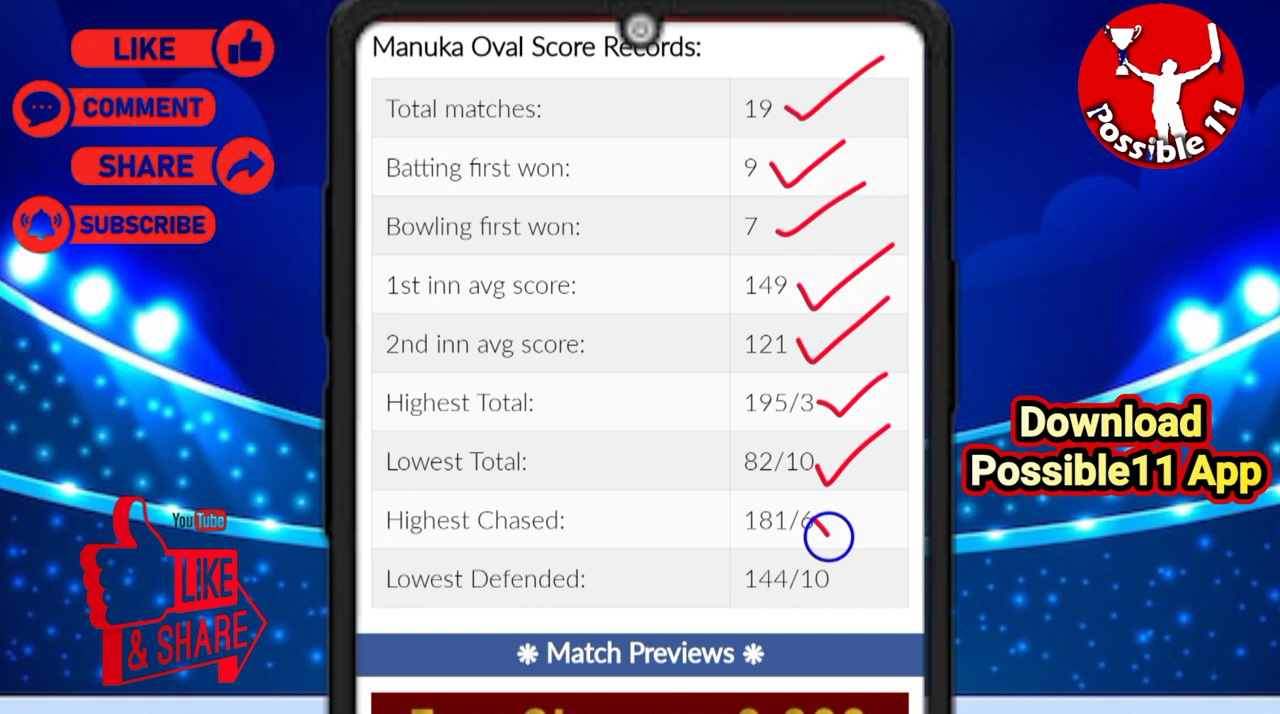 LIKE
COMMENT
SHARE
SUBSCRIBE
Manuka Oval Score Records:
Total matches: 19
Batting first won: 9
Bowling first won: 7
1st inn avg score: 149
2nd inn avg score: 121
Highest Total: 195/3
Lowest Total: 82/10
Highest Chased: 181/6
Lowest Defended: 144/10
❋ Match Previews ❋
Possible 11
Download
Possible11 App
YouTube
LIKE
& SHARE